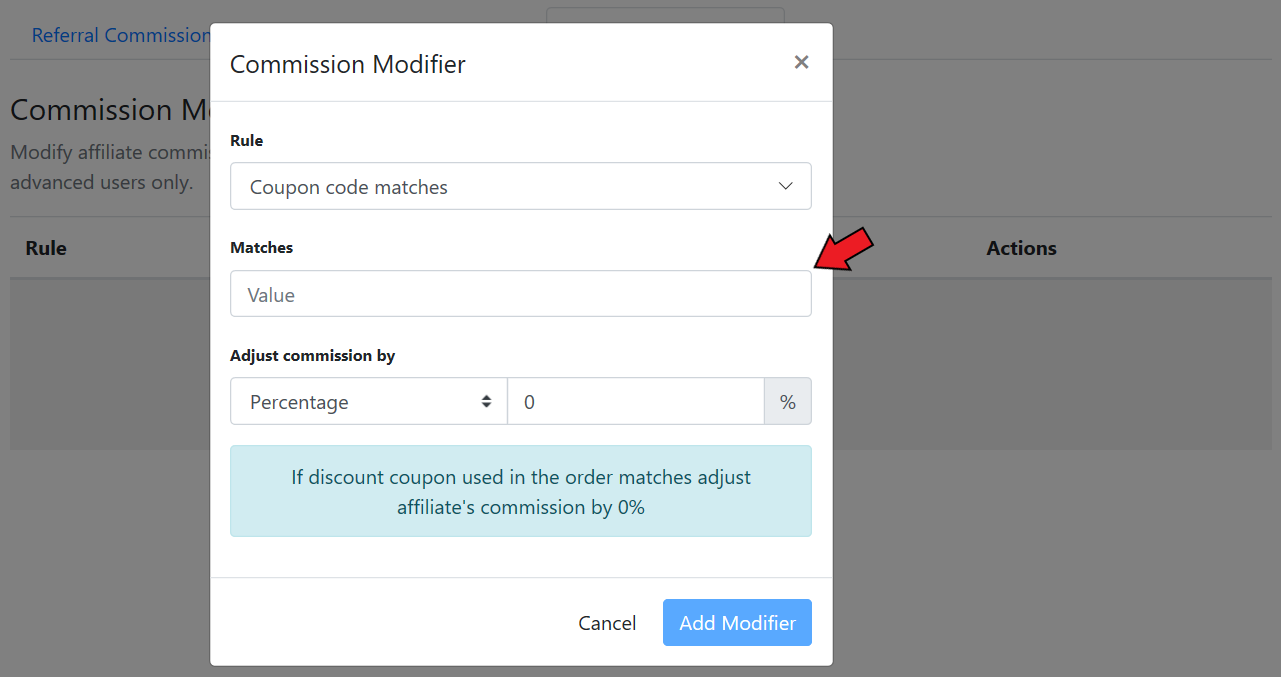 Referral Commission
Commission Modifier
×
Commission M
Modify affiliate commis
advanced users only.
Rule
Actions
Rule
Coupon code matches
Matches
Value
Adjust commission by
Percentage
0
%
If discount coupon used in the order matches adjust
affiliate's commission by 0%
Cancel
Add Modifier